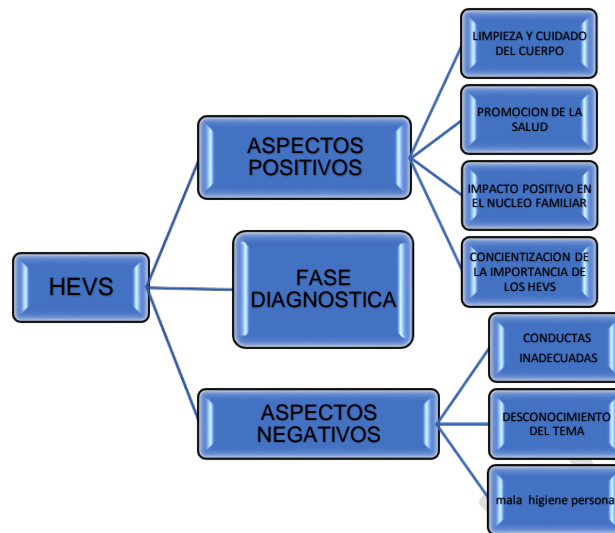 HEVS
ASPECTOS
POSITIVOS
LIMPIEZA Y CUIDADO
DEL CUERPO
PROMOCION DE LA
SALUD
IMPACTO POSITIVO EN
EL NUCLEO FAMILIAR
CONCIENTIZACION DE
LA IMPORTANCIA DE
LOS HEVS
FASE
DIAGNOSTICA
ASPECTOS
NEGATIVOS
CONDUCTAS
INADECUADAS
DESCONOCIMIENTO
DEL TEMA
mala higiene persona